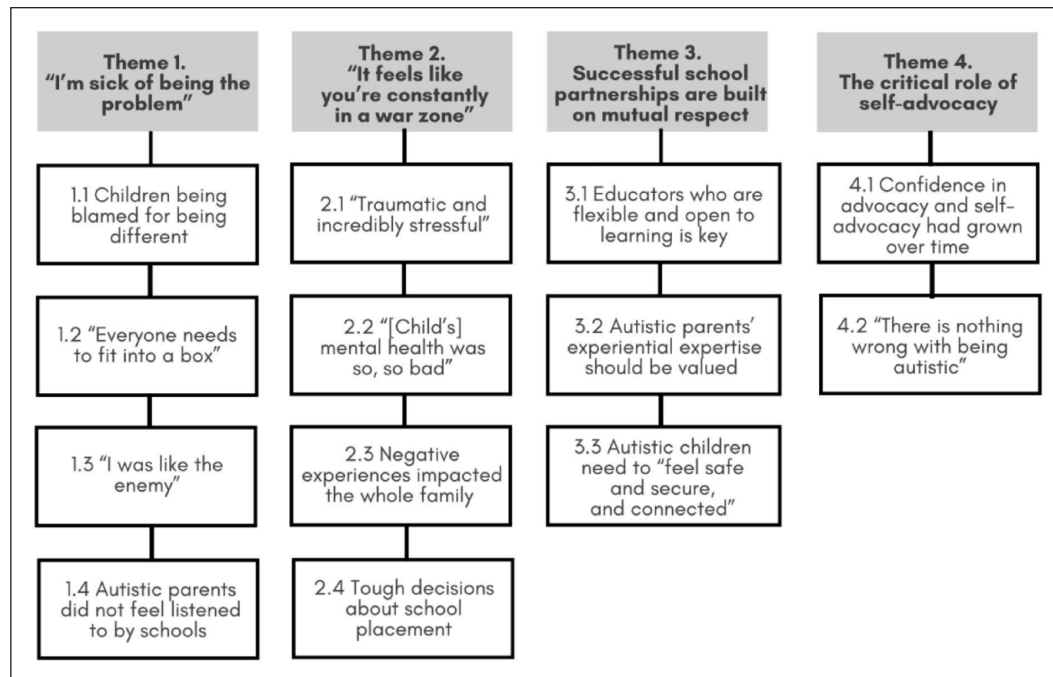 Theme 1.
“I’m sick of being the
problem”
1.1 Children being
blamed for being
different
1.2 “Everyone needs
to fit into a box”
1.3 “I was like the
enemy”
1.4 Autistic parents
did not feel listened
to by schools
Theme 2.
“It feels like
you’re constantly
in a war zone”
2.1 “Traumatic and
incredibly stressful”
2.2 “[Child’s]
mental health was
so, so bad”
2.3 Negative
experiences impacted
the whole family
2.4 Tough decisions
about school
placement
Theme 3.
Successful school
partnerships are built
on mutual respect
3.1 Educators who are
flexible and open to
learning is key
3.2 Autistic parents’
experiential expertise
should be valued
3.3 Autistic children
need to “feel safe
and secure,
and connected”
Theme 4.
The critical role of
self-advocacy
4.1 Confidence in
advocacy and self-
advocacy had grown
over time
4.2 “There is nothing
wrong with being
autistic”